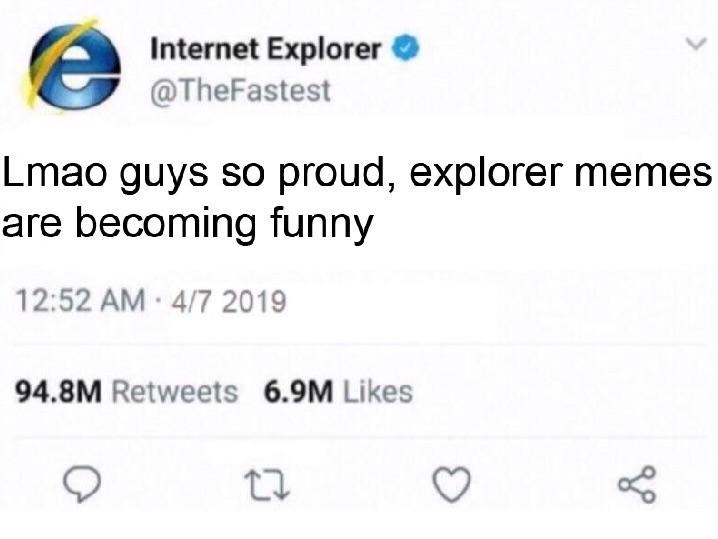 Internet Explorer
@TheFastest
Lmao guys so proud, explorer memes
are becoming funny
12:52 AM · 4/7 2019
94.8M Retweets 6.9M Likes